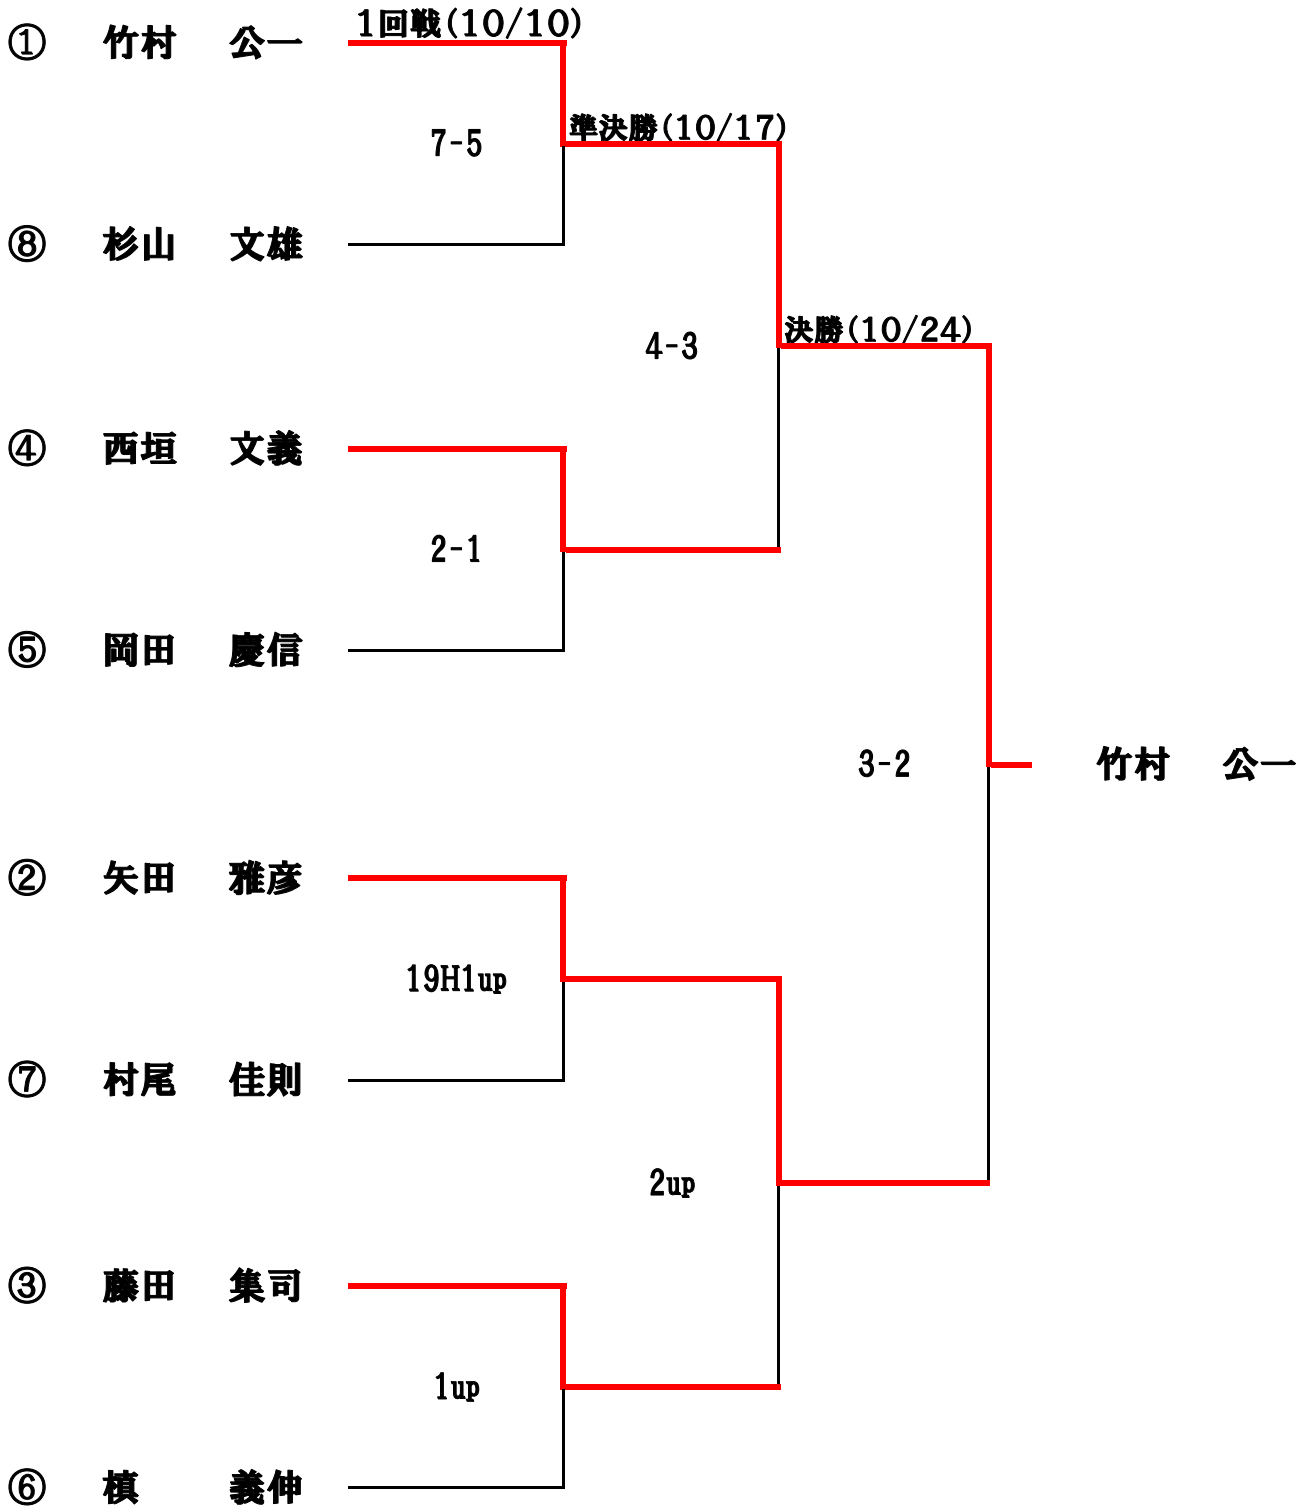 1回戦(10/10)
① 竹村 公一
7-5
準決勝(10/17)
⑧ 杉山 文雄
4-3
決勝(10/24)
④ 西垣 文義
2-1
⑤ 岡田 慶信
3-2
竹村 公一
② 矢田 雅彦
19H1up
⑦ 村尾 佳則
2up
③ 藤田 集司
1up
⑥ 槙 義伸